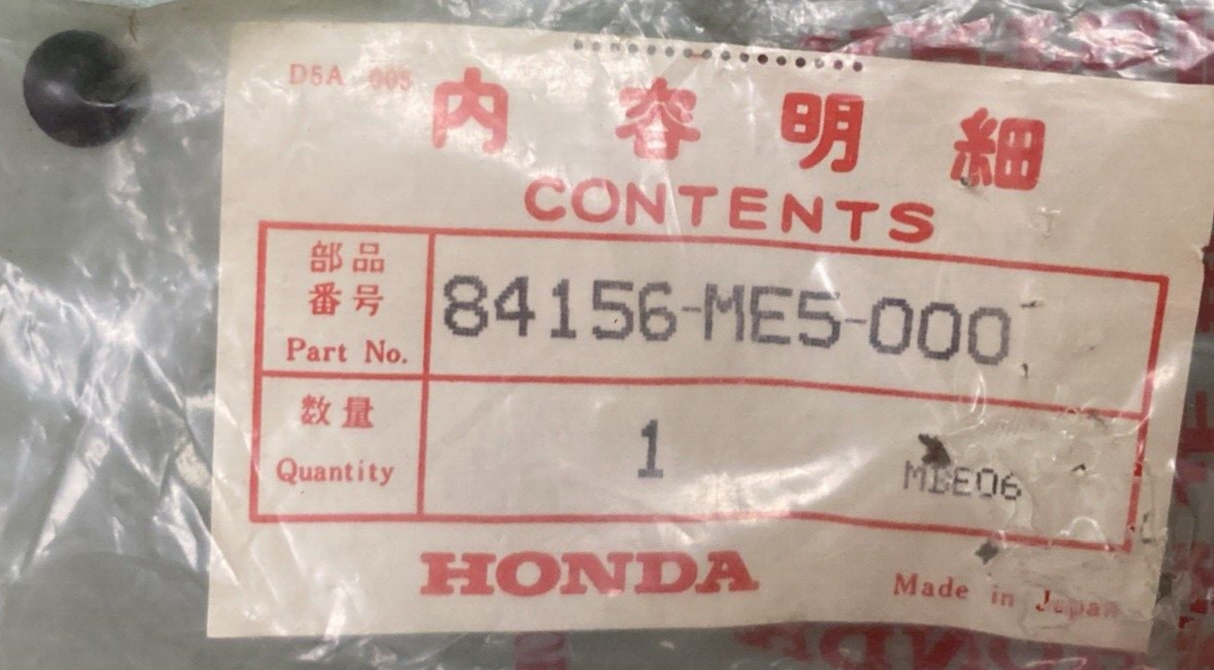 D5A 005
内容明細
CONTENTS
部品
番号
Part No.
84156-ME5-000
数量
Quantity
1
HONDA
Made in Japan